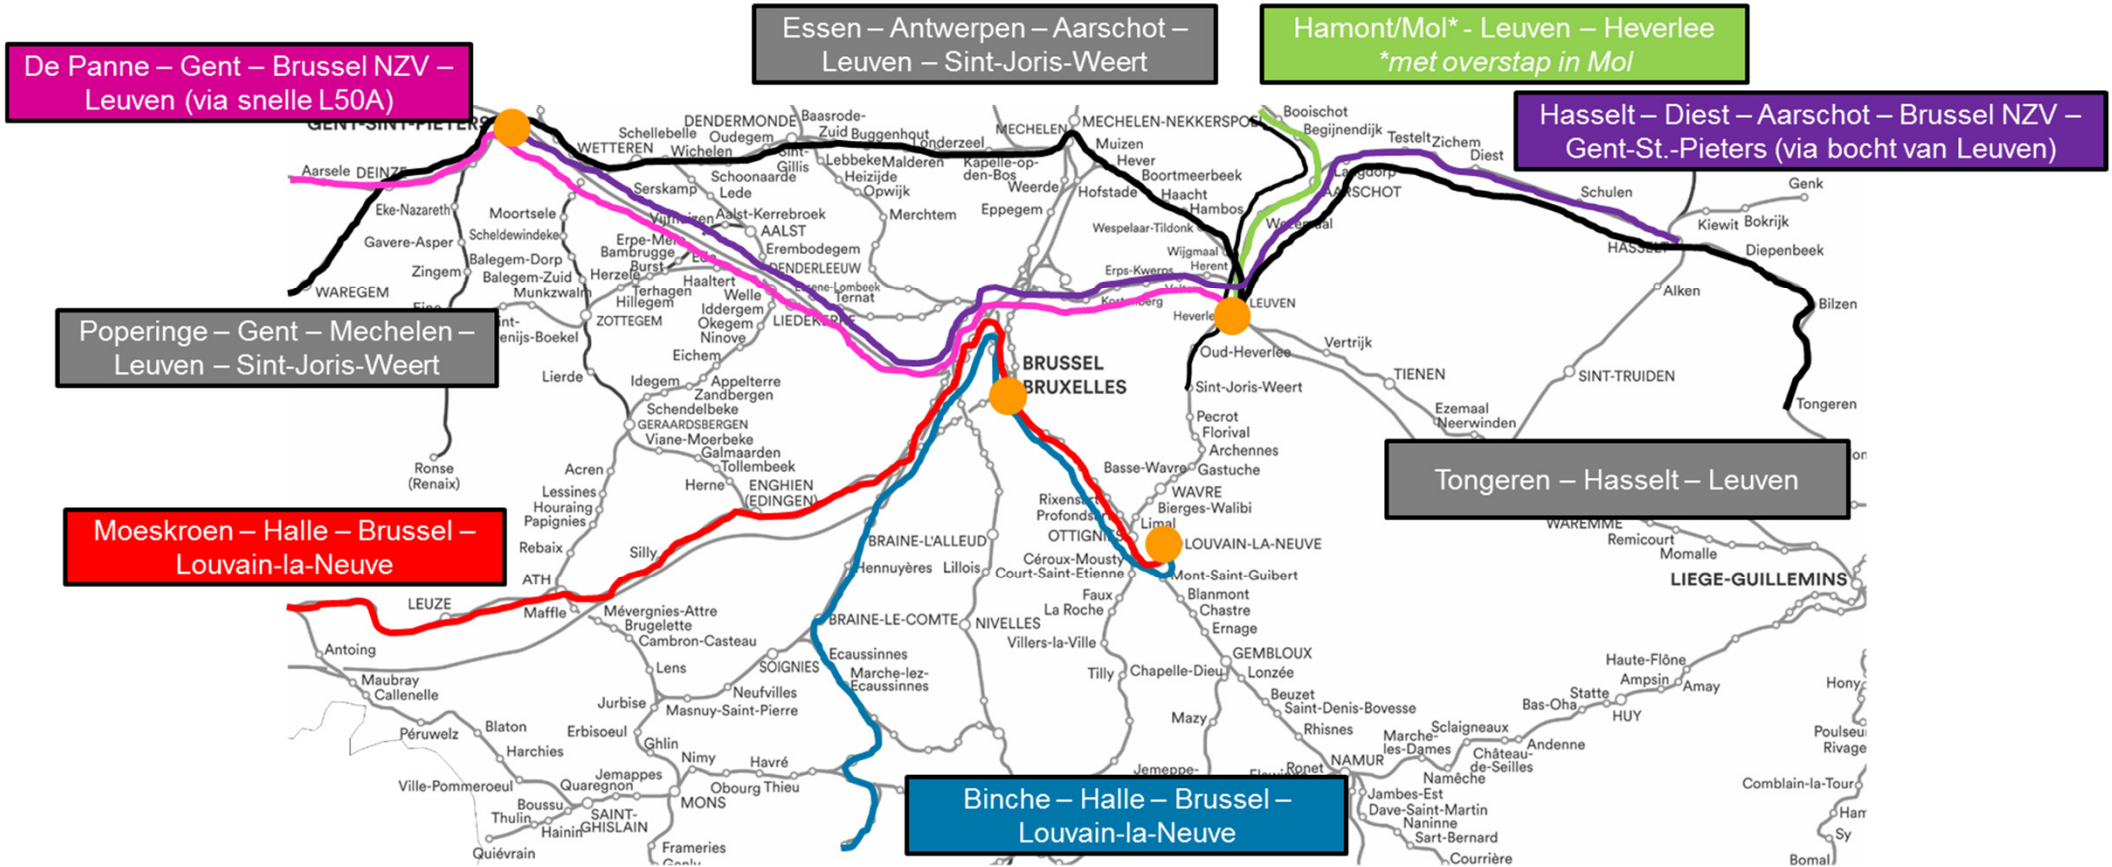 Essen – Antwerpen – Aarschot –
Leuven – Sint-Joris-Weert
Hamont/Mol* - Leuven – Heverlee
*met overstap in Mol
De Panne – Gent – Brussel NZV –
Leuven (via snelle L50A)
Hasselt – Diest – Aarschot – Brussel NZV –
Gent-St.-Pieters (via bocht van Leuven)
Poperinge – Gent – Mechelen –
Leuven – Sint-Joris-Weert
Tongeren – Hasselt – Leuven
Moeskroen – Halle – Brussel –
Louvain-la-Neuve
Binche – Halle – Brussel –
Louvain-la-Neuve
GENT-SINT-PIETERS
Aarsele
DEINZE
WAREGEM
Eke-Nazareth
Gavere-Asper
Zingem
Eine
Ronse
(Renaix)
Schellebelle
WETTEREN
Wichelen
Serskamp
Schoonaarde
Lede
DENDERMONDE
Oudegem
Sint-
Gillis
Baasrode-
Zuid
Buggenhout
Londerzeel
Lebbeke
Malderen
Kapelle-op-
den-Bos
Heizijde
Opwijk
Merchtem
MECHELEN
MECHELEN-NEKKERSPOEL
Muizen
Hever
Boortmeerbeek
Haacht
Hambos
Wespelaar-Tildonk
Wijgmaal
Herent
Weerde
Hofstade
Eppegem
Booischot
Begijnendijk
Langdorp
AARSCHOT
Wezemaal
Testelt
Zichem
Diest
Schulen
Genk
Kiewit
Bokrijk
HASSELT
Diepenbeek
Alken
Bilzen
Tongeren
SINT-TRUIDEN
Moortsele
Scheldewindeke
Balegem-Dorp
Balegem-Zuid
Munkzwalm
Vijfhuizen
Aalst-Kerrebroek
AALST
Erembodegem
DENDERLEEUW
Erpe-Mere
Bambrugge
Burst
Ede
Herzele
Haaltert
Terhagen
Hillegem
ZOTTEGEM
Welle
Iddergem
Okegem
Ninove
LIEDEKERKE
Essene-Lombeek
Ternat
Eichem
Lierde
Idegem
Appelterre
Zandbergen
Schendelbeke
GERAARDSBERGEN
Viane-Moerbeke
Galmaarden
Tollembeek
Herne
ENGHIEN
(EDINGEN)
Erps-Kwerps
Kortenberg
LEUVEN
Oud-Heverlee
Sint-Joris-Weert
Vertrijk
TIENEN
Ezemaal
Neerwinden
BRUSSEL
BRUXELLES
Pecrot
Florival
Archennes
Gastuche
Basse-Wavre
WAVRE
Bierges-Walibi
Limal
OTTIGNIES
LOUVAIN-LA-NEUVE
Céroux-Mousty
Court-Saint-Etienne
Mont-Saint-Guibert
Faux
La Roche
Villers-la-Ville
Tilly
Blanmont
Chastre
Ernage
GEMBLOUX
Chapelle-Dieu
Lonzée
Beuzet
Saint-Denis-Bovesse
Rhisnes
Mazy
Jemeppe-
Ronet
NAMUR
Acren
Lessines
Houraing
Papignies
Rebaix
ATH
Maffle
Silly
LEUZE
Mévergnies-Attre
Brugelette
Cambron-Casteau
Lens
Jurbise
Erbisoeul
Ghlin
BRAINE-L'ALLEUD
Hennuyères
Lillois
BRAINE-LE-COMTE
NIVELLES
Ecaussinnes
Marche-lez-
Ecaussinnes
SOIGNIES
Neufvilles
Masnuy-Saint-Pierre
Antoing
Maubray
Callenelle
Péruwelz
Blaton
Harchies
Ville-Pommeroeul
Nimy
Havré
Obourg
Thieu
Jemappes
Quaregnon
MONS
Boussu
Thulin
Hainin
SAINT-
GHISLAIN
Quiévrain
Frameries
WAREMME
Remicourt
Momalle
LIEGE-GUILLEMINS
Haute-Flône
Ampsin
Amay
Statte
Bas-Oha
HUY
Sclaigneaux
Andenne
Marche-
les-Dames
Château-
de-Seilles
Namêche
Jambes-Est
Dave-Saint-Martin
Naninne
Sart-Bernard
Courrière
Hony
Rivage
Comblain-la-Tour
Sy
Bomal